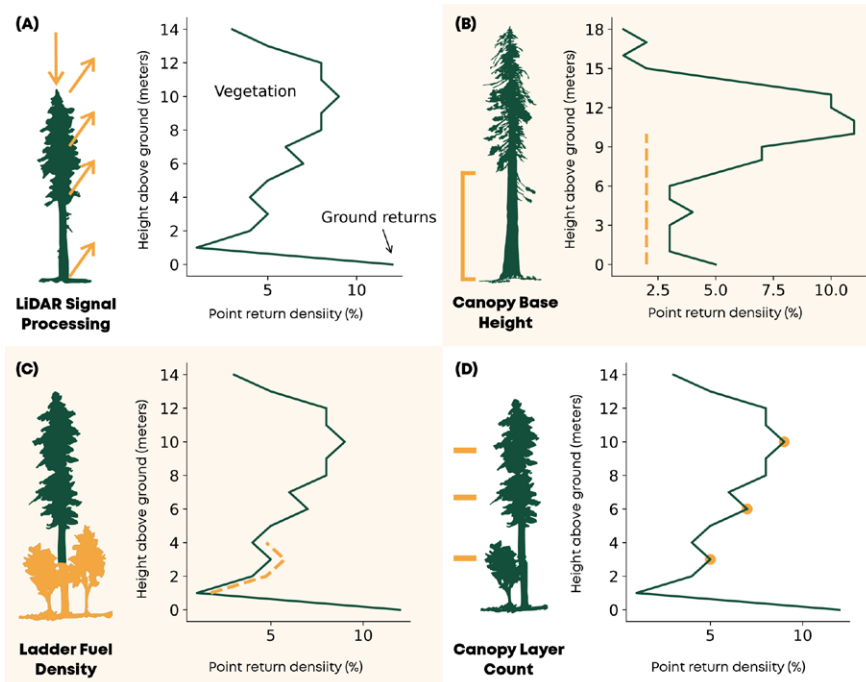 (A)
14
12
10
8
6
4
2
0
Height above ground (meters)
Vegetation
Ground returns
5
10
Point return densiity (%)
LiDAR Signal
Processing
(B)
18
15
12
9
6
3
0
Height above ground (meters)
2.5
5.0
7.5
10.0
Point return densiity (%)
Canopy Base
Height
(C)
14
12
10
8
6
4
2
0
Height above ground (meters)
5
10
Point return densiity (%)
Ladder Fuel
Density
(D)
14
12
10
8
6
4
2
0
Height above ground (meters)
5
10
Point return densiity (%)
Canopy Layer
Count